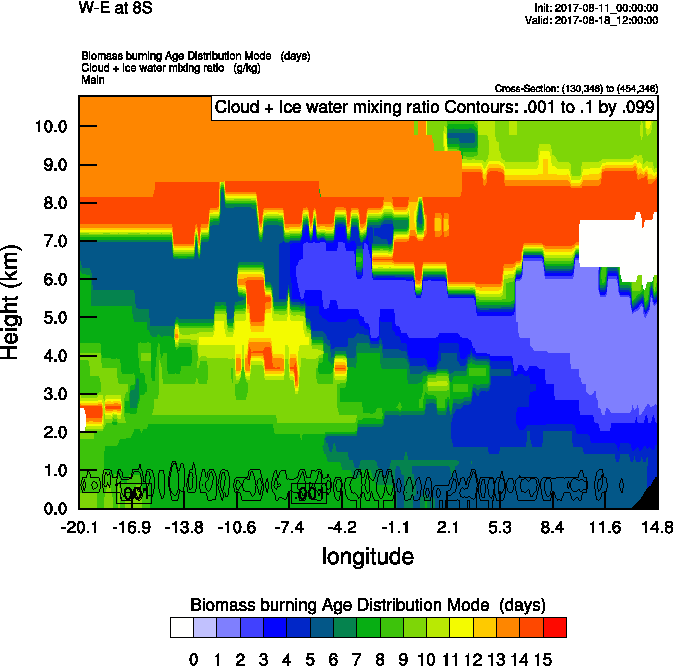 W-E at 8S
Init: 2017-08-11_00:00:00
Valid: 2017-08-18_12:00:00
Biomass burning Age Distribution Mode (days)
Cloud + Ice water mixing ratio (g/kg)
Main
Cross-Section: (130,346) to (454,346)
Cloud + Ice water mixing ratio Contours: .001 to .1 by .099
10.0
9.0
8.0
7.0
6.0
5.0
4.0
3.0
2.0
1.0
0.0
Height (km)
.001 .001
-20.1 -16.9 -13.8 -10.6 -7.4 -4.2 -1.1 2.1 5.3 8.4 11.6 14.8
longitude
Biomass burning Age Distribution Mode (days)
0 1 2 3 4 5 6 7 8 9 10 11 12 13 14 15